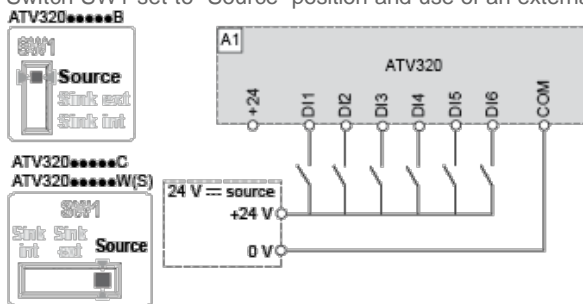 Switch SW1 set to "Source" position and use of an externa
ATV320●●●●●B
SW1
Source
Sink ext
Sink int
A1
ATV320
+24
DI1
DI2
DI3
DI4
DI5
DI6
COM
ATV320●●●●●C
ATV320●●●●●W(S)
SW1
Sink int
Sink ext
Source
24 V ⎓ source
+24 V
0 V